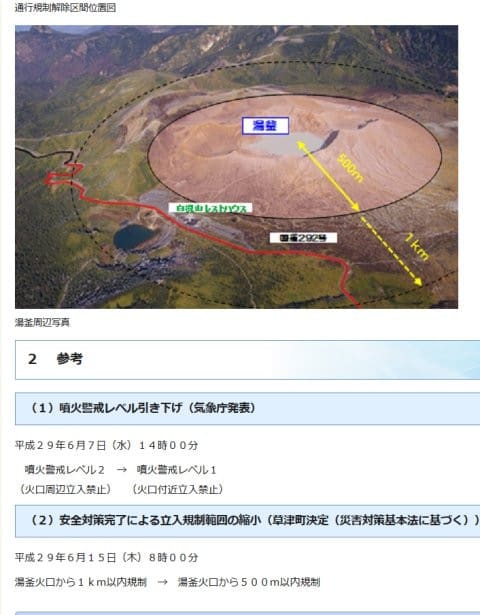 通行規制解除区間位置図
湯釜
500m
白根山レストハウス
国道292号
1km
湯釜周辺写真
2 参考
（１）噴火警戒レベル引き下げ（気象庁発表）
平成２９年６月７日（水）１４時００分
噴火警戒レベル２ → 噴火警戒レベル１
（火口周辺立入禁止） （火口付近立入禁止）
（２）安全対策完了による立入規制範囲の縮小（草津町決定（災害対策基本法に基づく））
平成２９年６月１５日（木）８時００分
湯釜火口から１ｋｍ以内規制 → 湯釜火口から５００ｍ以内規制